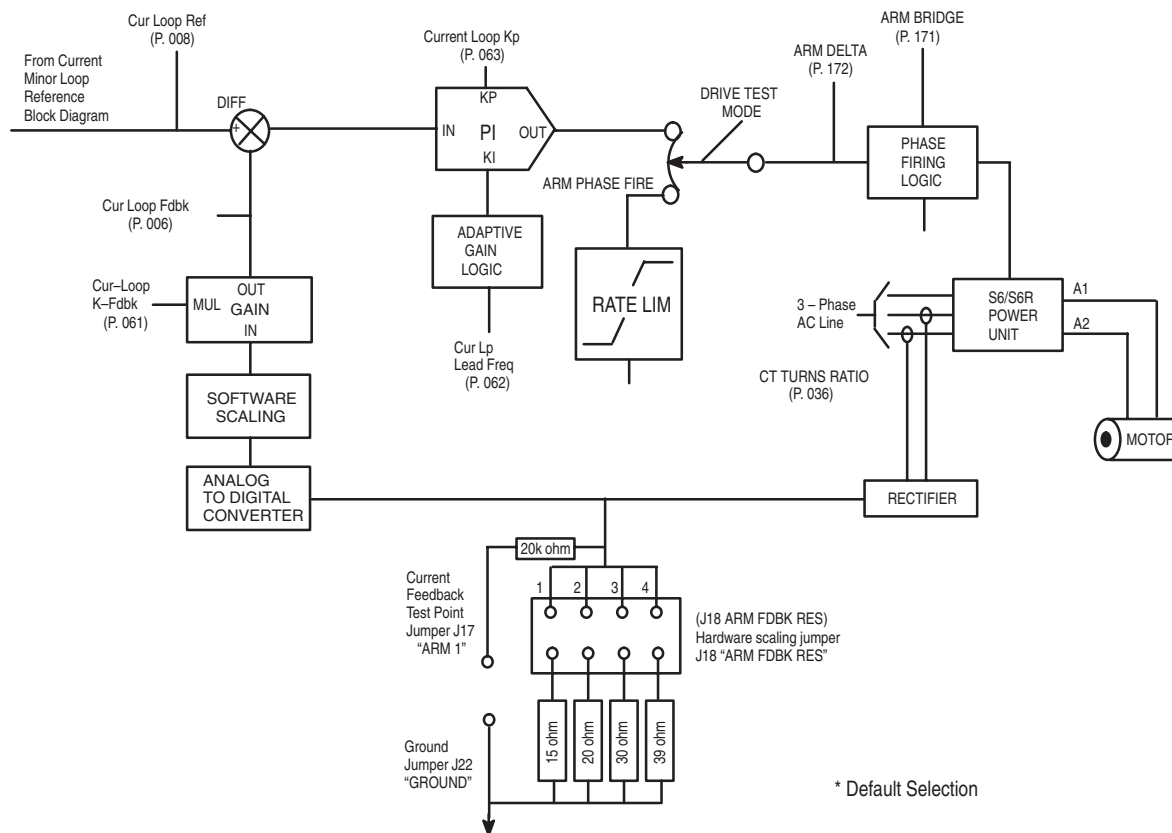 Cur Loop Ref
(P. 008)
From Current
Minor Loop
Reference
Block Diagram
DIFF
+
Current Loop Kp
(P. 063)
KP
IN
PI
OUT
KI
ARM BRIDGE
(P. 171)
ARM DELTA
(P. 172)
DRIVE TEST
MODE
PHASE
FIRING
LOGIC
ARM PHASE FIRE
Cur Loop Fdbk
(P. 006)
ADAPTIVE
GAIN
LOGIC
RATE LIM
Cur–Loop
K–Fdbk
(P. 061)
OUT
MUL
GAIN
IN
Cur Lp
Lead Freq
(P. 062)
3 – Phase
AC Line
S6/S6R
POWER
UNIT
A1
A2
CT TURNS RATIO
(P. 036)
SOFTWARE
SCALING
MOTOR
ANALOG
TO DIGITAL
CONVERTER
RECTIFIER
20k ohm
Current
Feedback
Test Point
Jumper J17
“ARM 1”
1
2
3
4
(J18 ARM FDBK RES)
Hardware scaling jumper
J18 “ARM FDBK RES”
15 ohm
20 ohm
30 ohm
39 ohm
Ground
Jumper J22
“GROUND”
* Default Selection